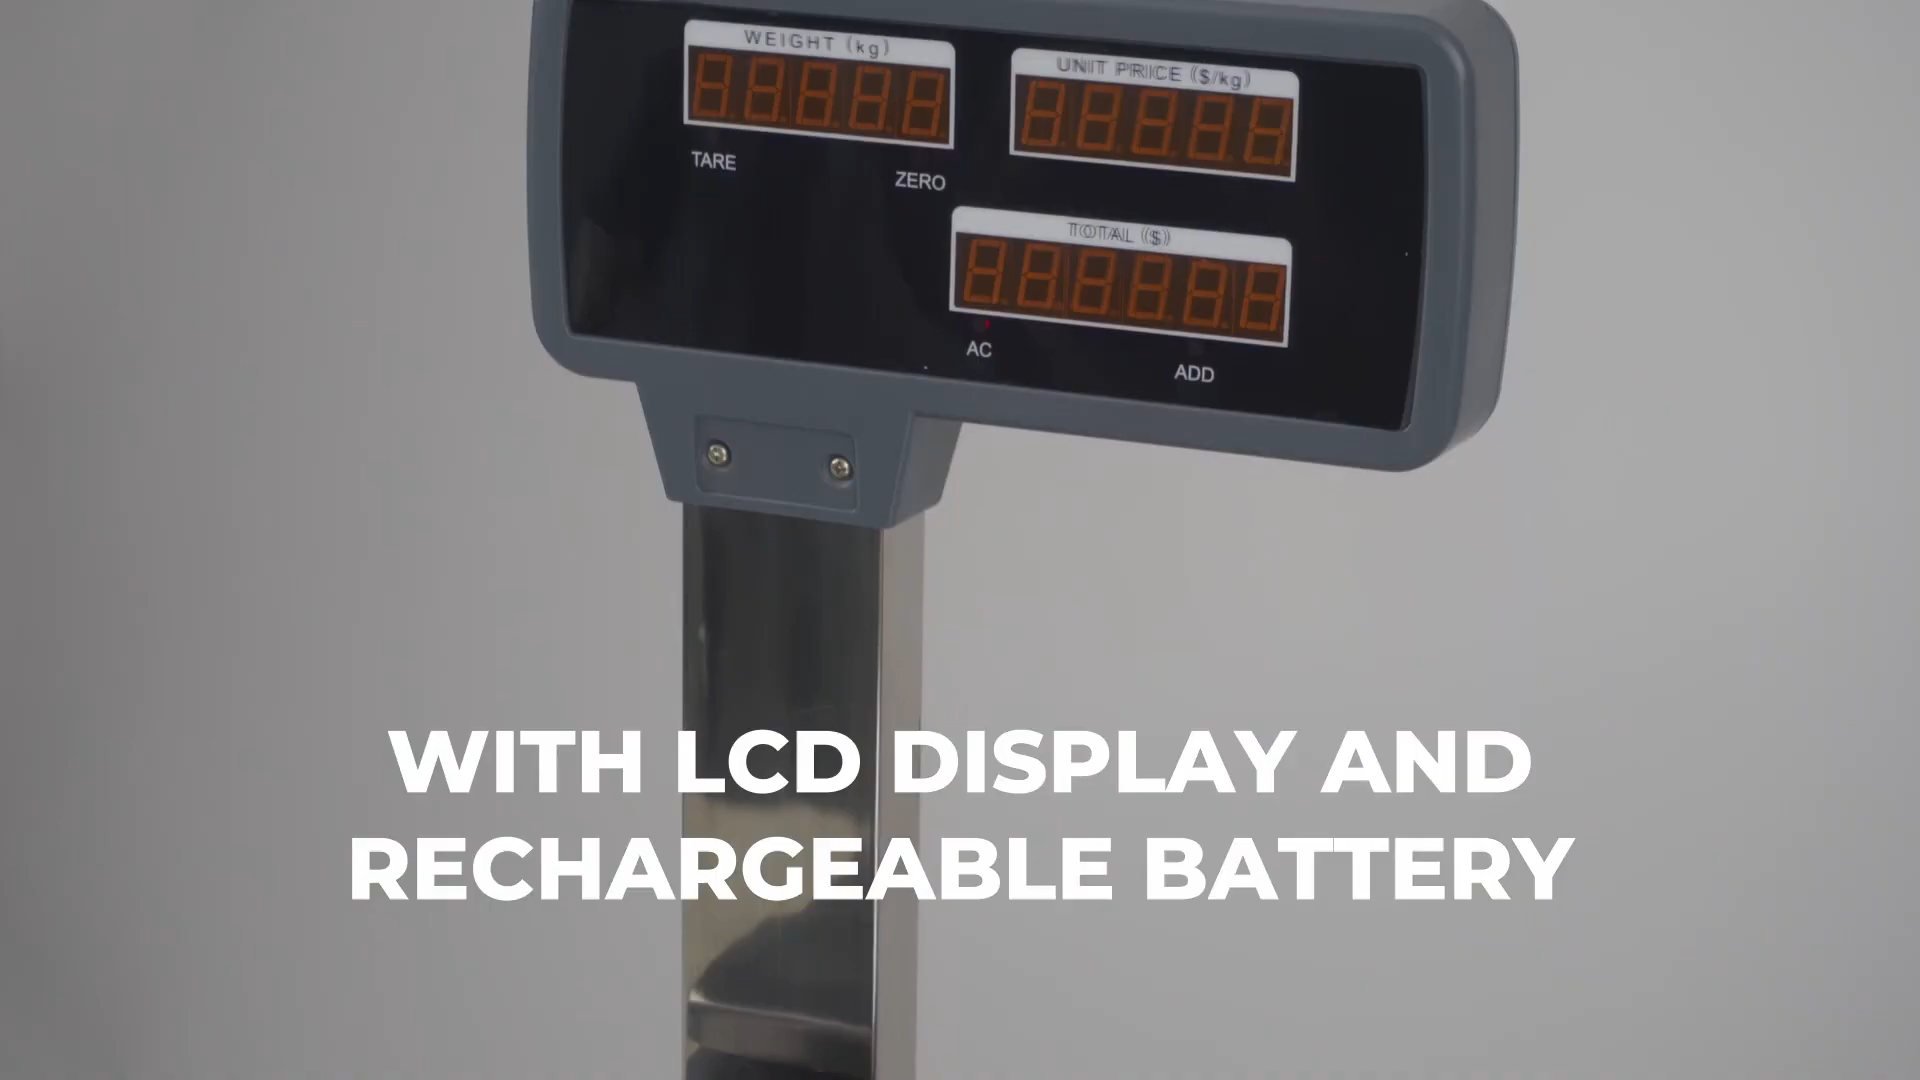 WEIGHT (kg)
UNIT PRICE ($/kg)
TARE
ZERO
TOTAL ($)
AC
ADD
WITH LCD DISPLAY AND
RECHARGEABLE BATTERY